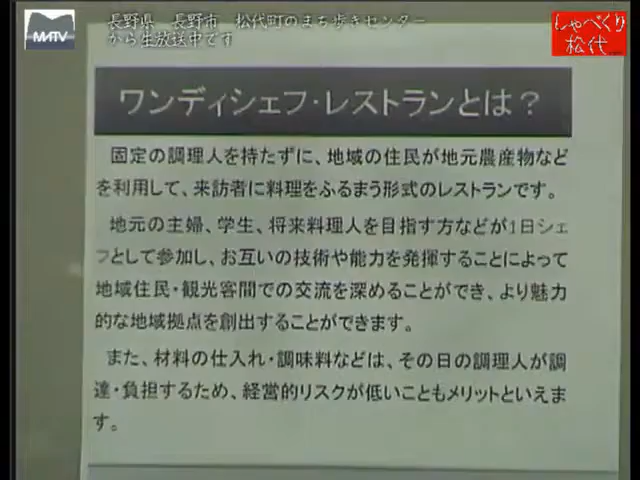 MATV
長野県　長野市　松代町のまち歩きセンター
から生放送中です
しゃべくり
松代
ワンディシェフ・レストランとは？
固定の調理人を持たずに、地域の住民が地元農産物など
を利用して、来訪者に料理をふるまう形式のレストランです。
地元の主婦、学生、将来料理人を目指す方などが1日シェ
フとして参加し、お互いの技術や能力を発揮することによって
地域住民・観光客間での交流を深めることができ、より魅力
的な地域拠点を創出することができます。
また、材料の仕入れ・調味料などは、その日の調理人が調
達・負担するため、経営的リスクが低いこともメリットといえま
す。